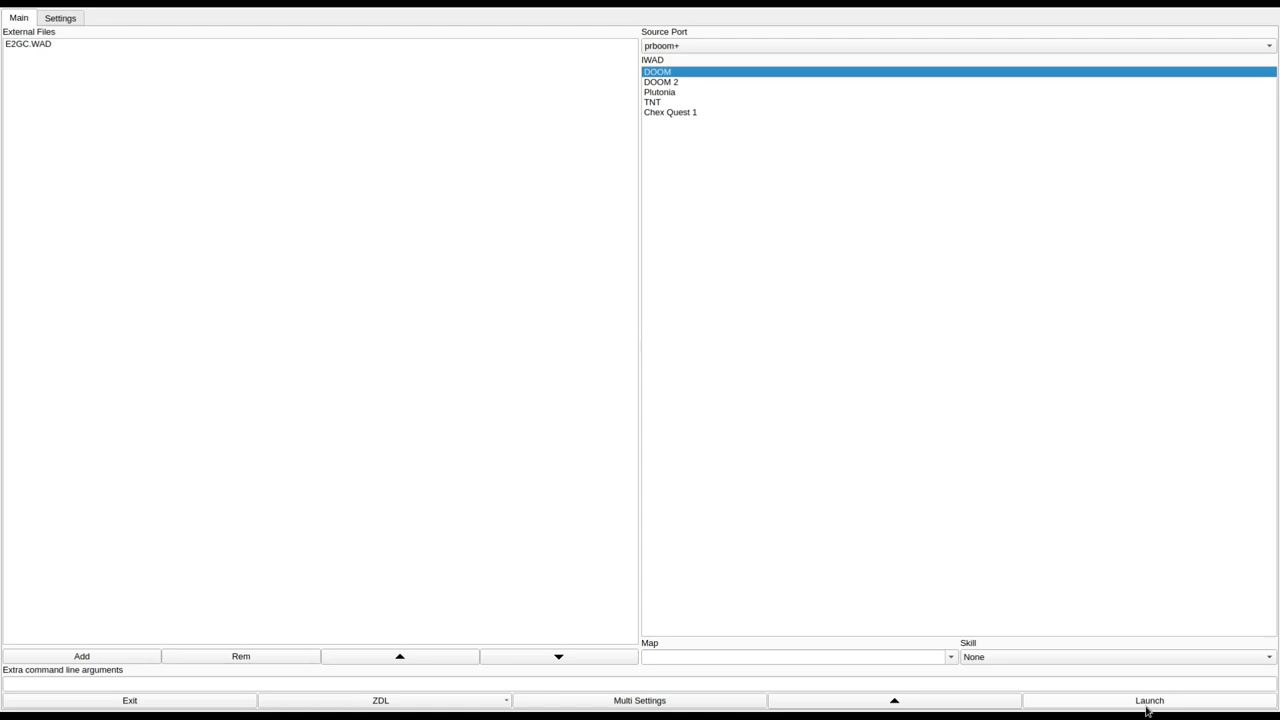 Main Settings
External Files
E2GC.WAD
Source Port
prboom+
IWAD
DOOM
DOOM 2
Plutonia
TNT
Chex Quest 1
Add Rem
Map Skill
None
Extra command line arguments
Exit ZDL Multi Settings Launch